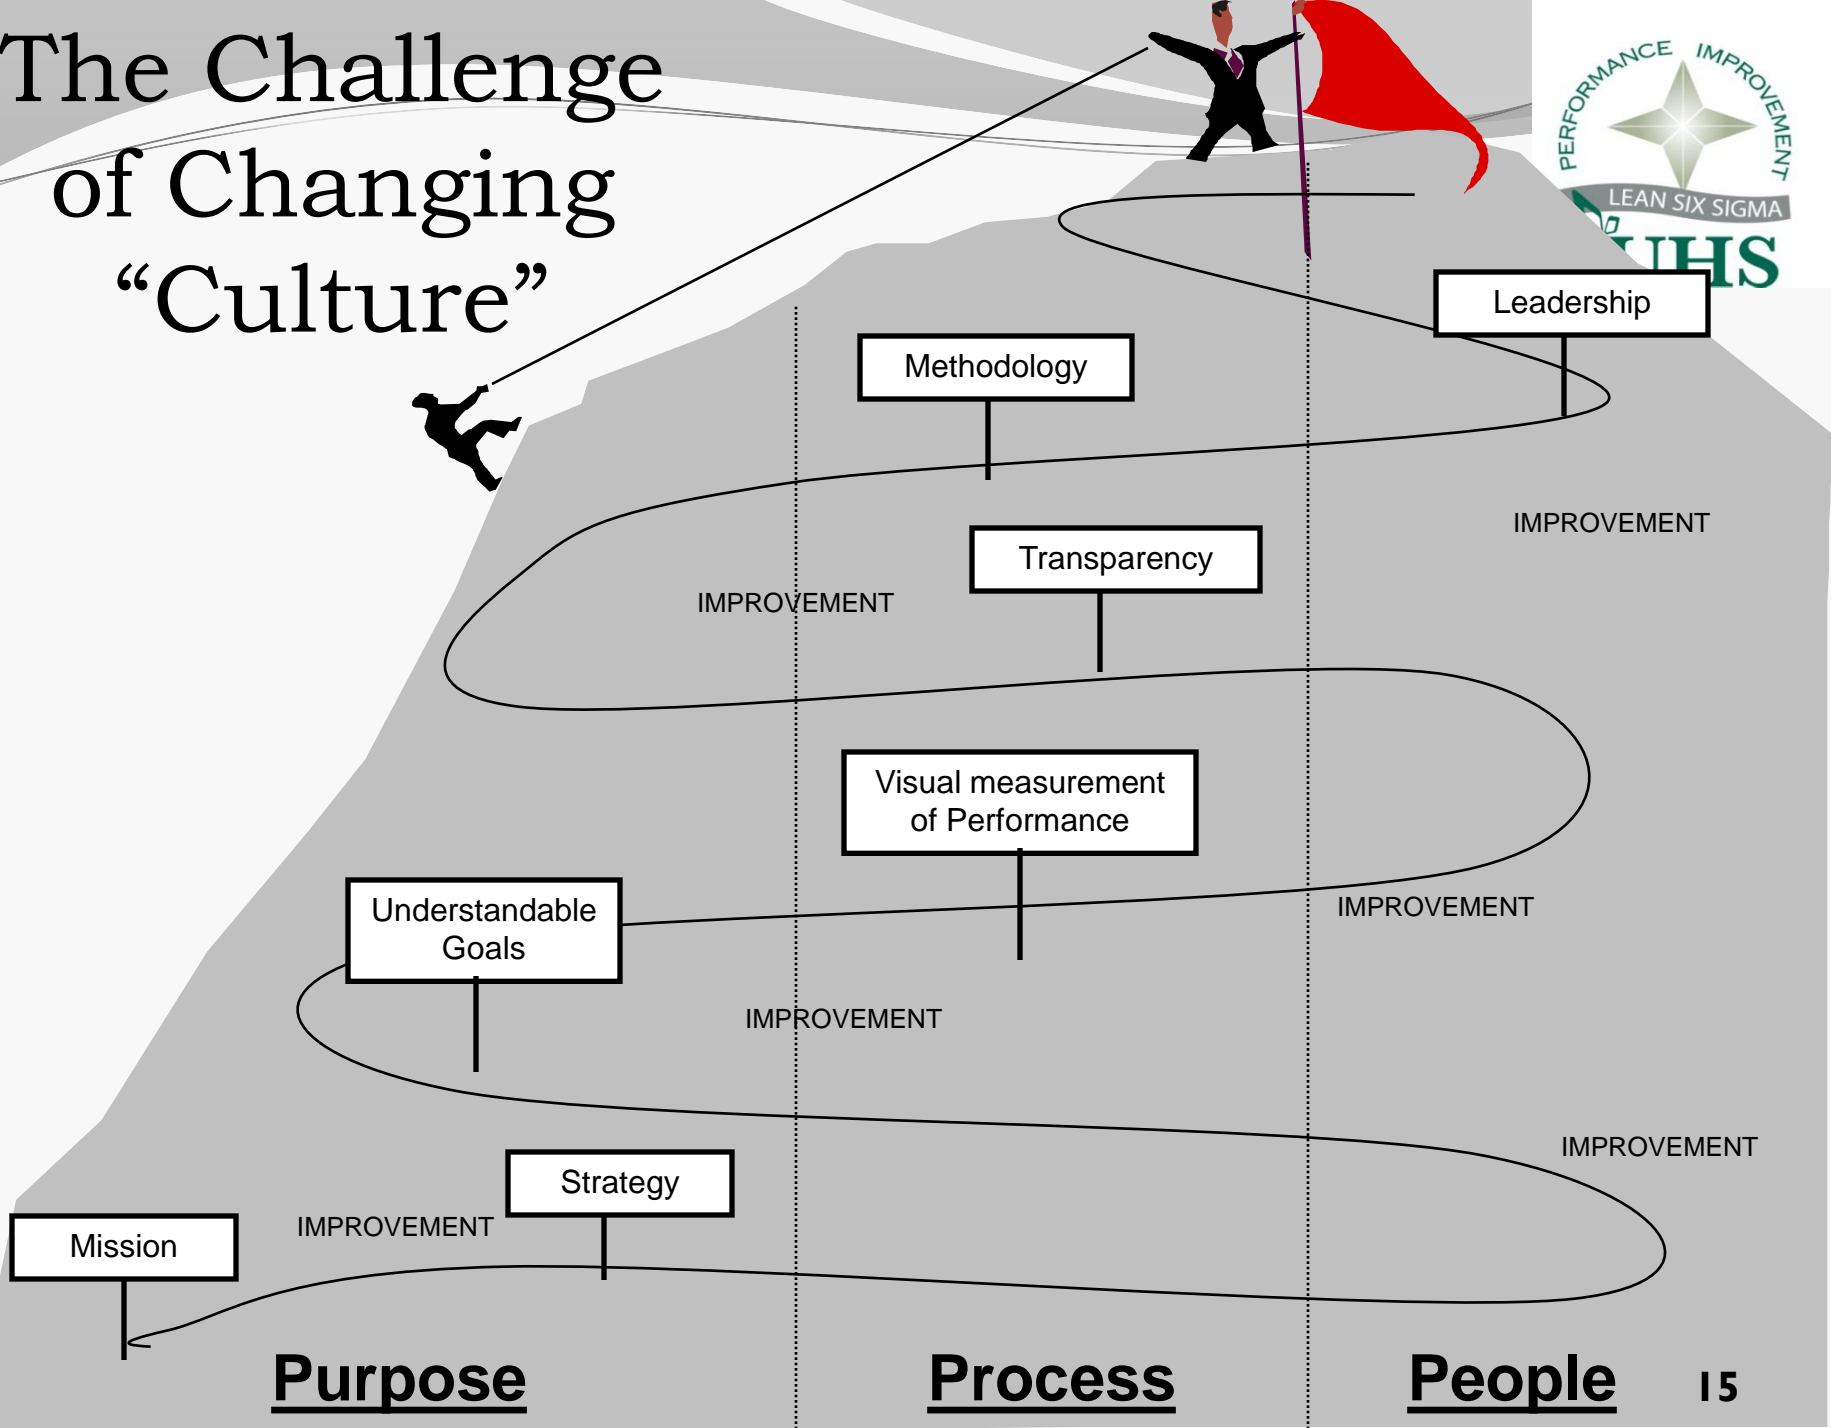 The Challenge
of Changing
“Culture”
PERFORMANCE IMPROVEMENT
LEAN SIX SIGMA
UHS
Leadership
Methodology
IMPROVEMENT
Transparency
IMPROVEMENT
Visual measurement
of Performance
Understandable
Goals
IMPROVEMENT
IMPROVEMENT
IMPROVEMENT
Strategy
IMPROVEMENT
Mission
Purpose
Process
People
15